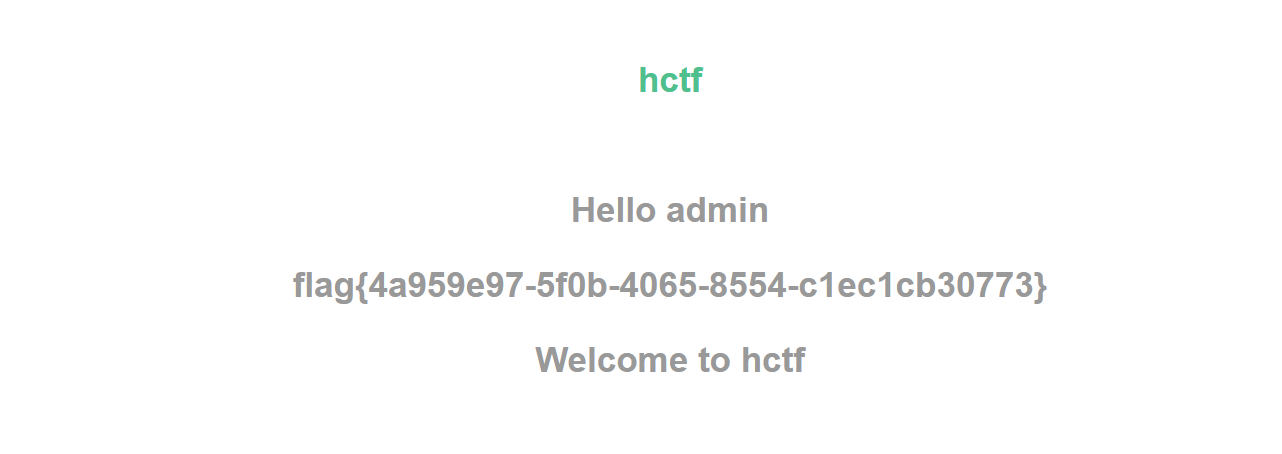 hctf
Hello admin
flag{4a959e97-5f0b-4065-8554-c1ec1cb30773}
Welcome to hctf